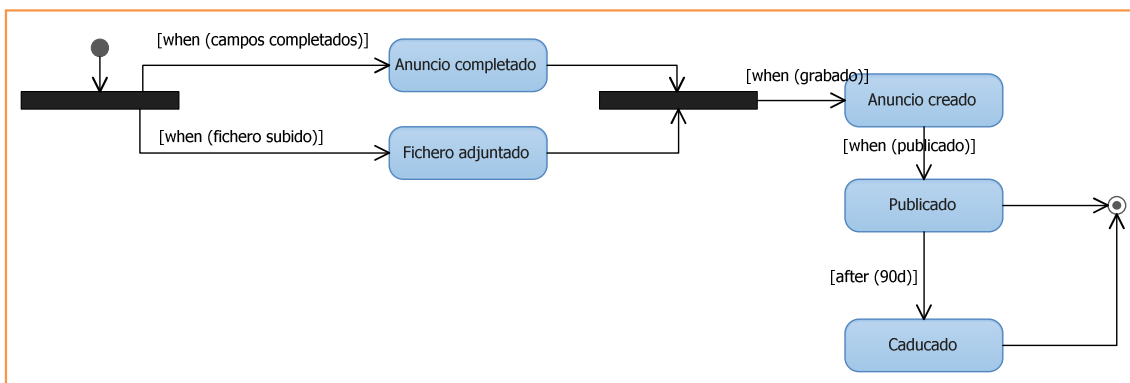 [when (campos completados)]
Anuncio completado
[when (grabado)]
Anuncio creado
[when (fichero subido)]
Fichero adjuntado
[when (publicado)]
Publicado
[after (90d)]
Caducado